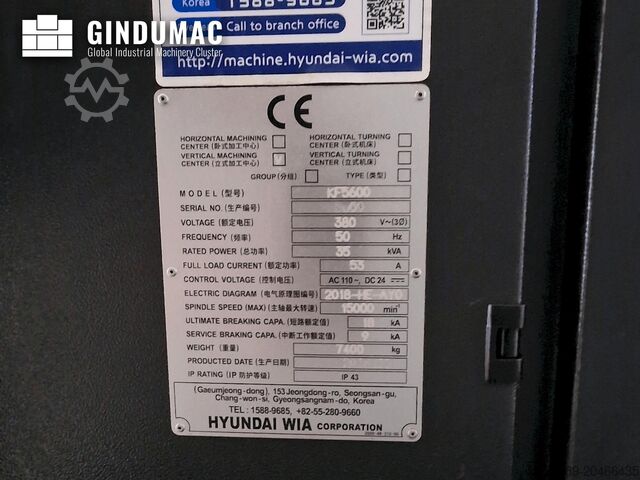 Korea 1588-9685
Call to branch office
http://machine.hyundai-wia.com
GINDUMAC
Global Industrial Machinery Cluster
CE
HORIZONTAL MACHINING CENTER (卧式加工中心)
HORIZONTAL TURNING CENTER (卧式机床)
VERTICAL MACHINING CENTER (立式加工中心) V
VERTICAL TURNING CENTER (立式机床)
GROUP (分组)
TYPE (类型)
MODEL (型号) KF5600
SERIAL NO. (生产编号)
VOLTAGE (额定电压) 380 V~(3Ø)
FREQUENCY (频率) 50 Hz
RATED POWER (总功率) 35 kVA
FULL LOAD CURRENT (额定功率) 53 A
CONTROL VOLTAGE (控制电压) AC 110~, DC 24⎓
ELECTRIC DIAGRAM (电气原理图编号) 2018-HE-
SPINDLE SPEED (MAX) (主轴最大转速) 15000 min⁻¹
ULTIMATE BREAKING CAPA. (短路额定值) 18 kA
SERVICE BRAKING CAPA. (中断工作额定值) 9 kA
WEIGHT (重量) 7400 kg
PRODUCTED DATE (生产日期)
IP RATING (IP 防护等级) IP 43
(Gaeumjeong-dong), 153Jeongdong-ro, Seongsan-gu,
Chang-won-si, Gyeongsangnam-do, Korea
TEL : 1588-9685, +82-55-280-9660
HYUNDAI WIA CORPORATION